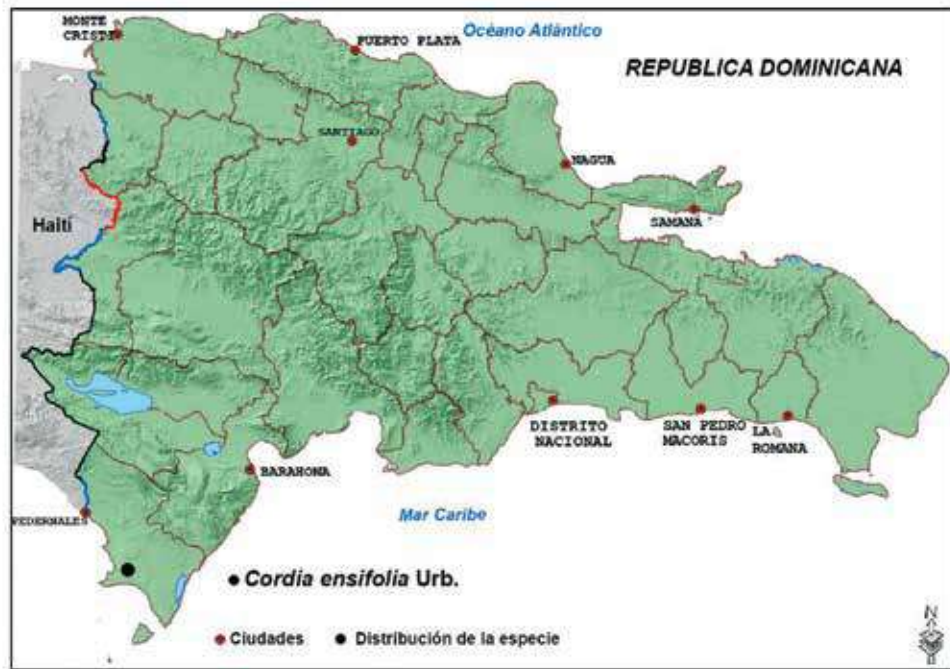 MONTE
CRISTI
PUERTO PLATA
Océano Atlántico
REPUBLICA DOMINICANA
SANTIAGO
NAGUA
SAMANA
Haití
DISTRITO
NACIONAL
SAN PEDRO
MACORIS
LA
ROMANA
BARAHONA
PEDERNALES
Mar Caribe
Cordia ensifolia Urb.
Ciudades
Distribución de la especie
N